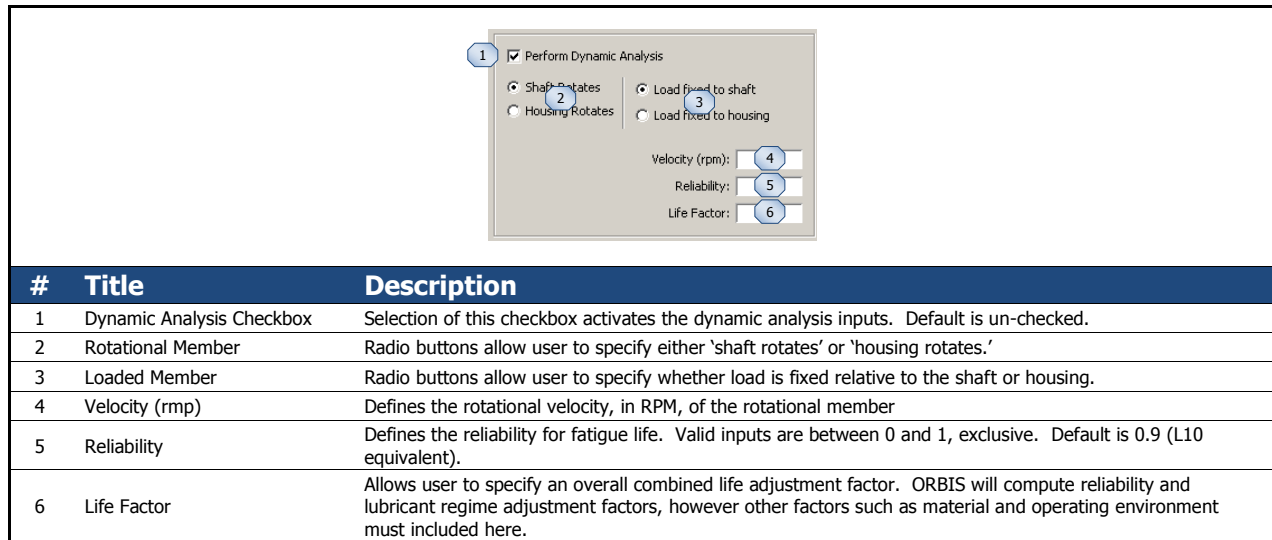 1 Perform Dynamic Analysis
Shaft Rotates Load fixed to shaft
2 3
Housing Rotates Load fixed to housing
Velocity (rpm): 4
Reliability: 5
Life Factor: 6
# Title Description
1 Dynamic Analysis Checkbox Selection of this checkbox activates the dynamic analysis inputs. Default is un-checked.
2 Rotational Member Radio buttons allow user to specify either ‘shaft rotates’ or ‘housing rotates.’
3 Loaded Member Radio buttons allow user to specify whether load is fixed relative to the shaft or housing.
4 Velocity (rmp) Defines the rotational velocity, in RPM, of the rotational member
5 Reliability Defines the reliability for fatigue life. Valid inputs are between 0 and 1, exclusive. Default is 0.9 (L10
equivalent).
6 Life Factor Allows user to specify an overall combined life adjustment factor. ORBIS will compute reliability and
lubricant regime adjustment factors, however other factors such as material and operating environment
must included here.